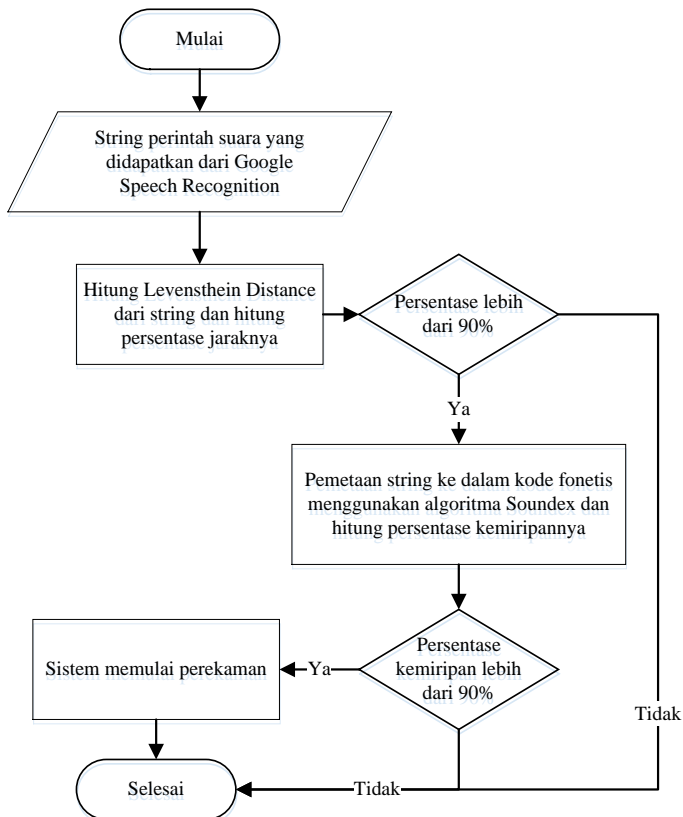 Mulai
String perintah suara yang
didapatkan dari Google
Speech Recognition
Hitung Levensthein Distance
dari string dan hitung
persentase jaraknya
Persentase lebih
dari 90%
Ya
Pemetaan string ke dalam kode fonetis
menggunakan algoritma Soundex dan
hitung persentase kemiripannya
Persentase
kemiripan lebih
dari 90%
Ya
Sistem memulai perekaman
Tidak
Tidak
Selesai